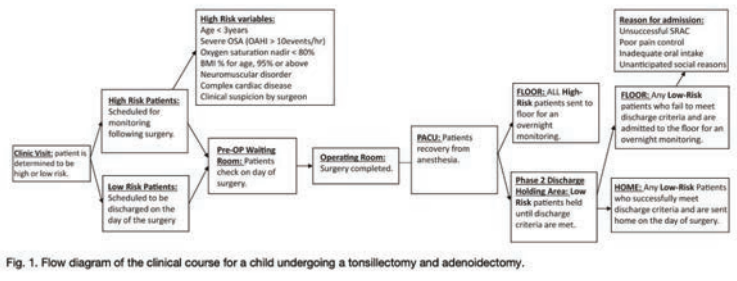 High Risk variables:
Age < 3years
Severe OSA (OAHI > 10events/hr)
Oxygen saturation nadir < 80%
BMI % for age, 95% or above
Neuromuscular disorder
Complex cardiac disease
Clinical suspicion by surgeon
Reason for admission:
Unsuccessful SRAC
Poor pain control
Inadequate oral intake
Unanticipated social reasons
High Risk Patients:
Scheduled for
monitoring
following surgery.
Clinic Visit: patient is
determined to be
high or low risk.
Low Risk Patients:
Scheduled to be
discharged on the
day of the surgery
Pre-OP Waiting
Room: Patients
check on day of
surgery.
Operating Room:
Surgery completed.
PACU: Patients
recovery from
anesthesia.
FLOOR: ALL High-
Risk patients sent to
floor for an
overnight
monitoring.
Phase 2 Discharge
Holding Area: Low
Risk patients held
until discharge
criteria are met.
FLOOR: Any Low-Risk
patients who fail to meet
discharge criteria and are
admitted to the floor for an
overnight monitoring.
HOME: Any Low-Risk Patients
who successfully meet
discharge criteria and are sent
home on the day of surgery.
Fig. 1. Flow diagram of the clinical course for a child undergoing a tonsillectomy and adenoidectomy.